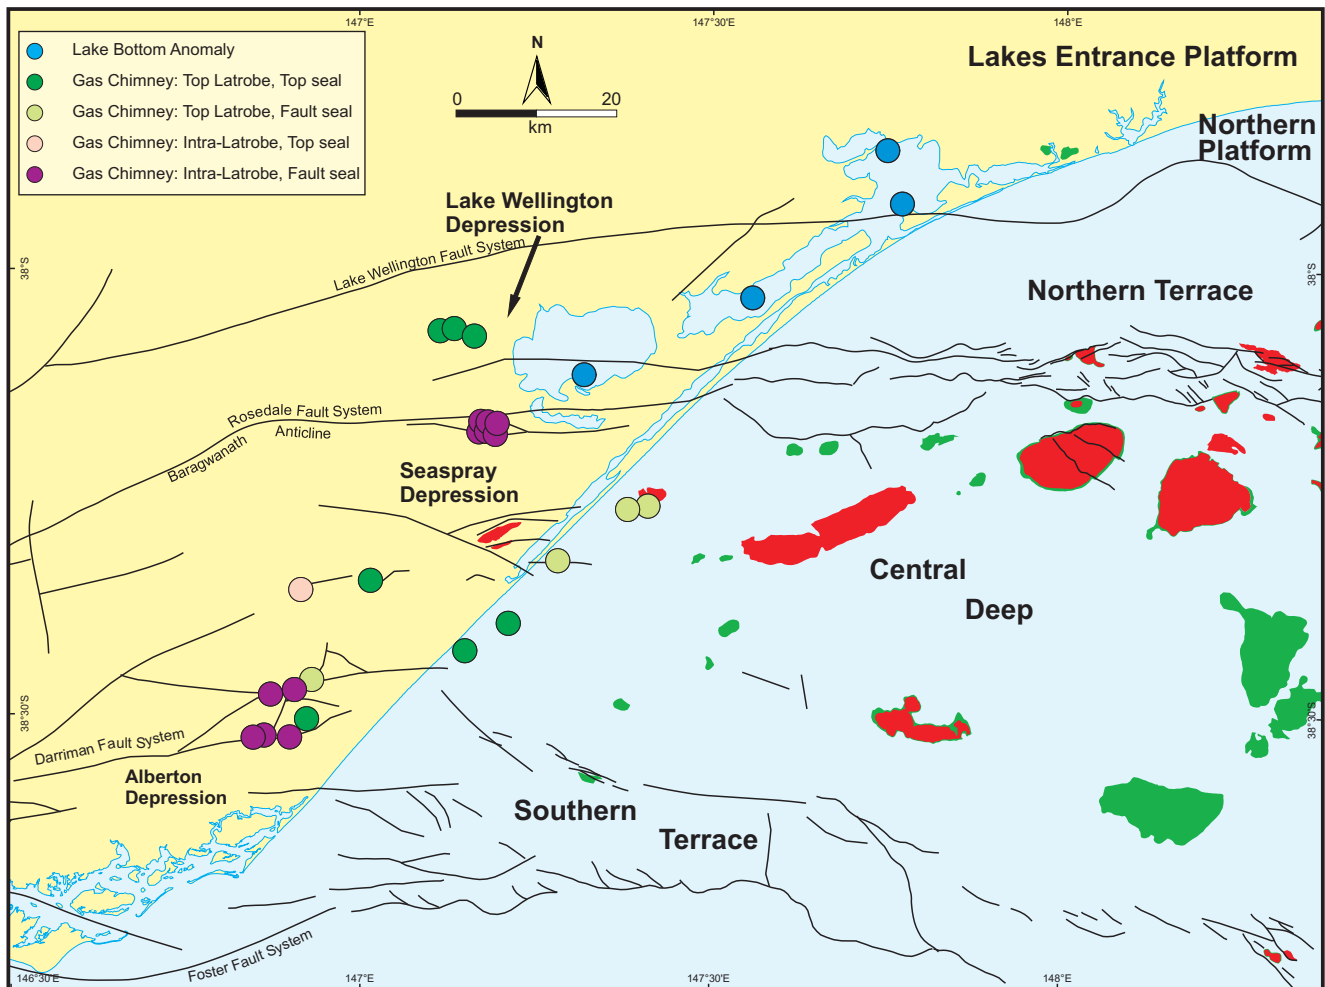 147°E
147°30'E
148°E
Lake Bottom Anomaly
Gas Chimney: Top Latrobe, Top seal
Gas Chimney: Top Latrobe, Fault seal
Gas Chimney: Intra-Latrobe, Top seal
Gas Chimney: Intra-Latrobe, Fault seal
N
0
20
km
Lakes Entrance Platform
Northern
Platform
Lake Wellington
Depression
Lake Wellington Fault System
38°S
38°S
Northern Terrace
Rosedale Fault System
Baragwanath
Anticline
Seaspray
Depression
Central
Deep
38°30'S
38°30'S
Darriman Fault System
Alberton
Depression
Southern
Terrace
Foster Fault System
146°30'E
147°E
147°30'E
148°E